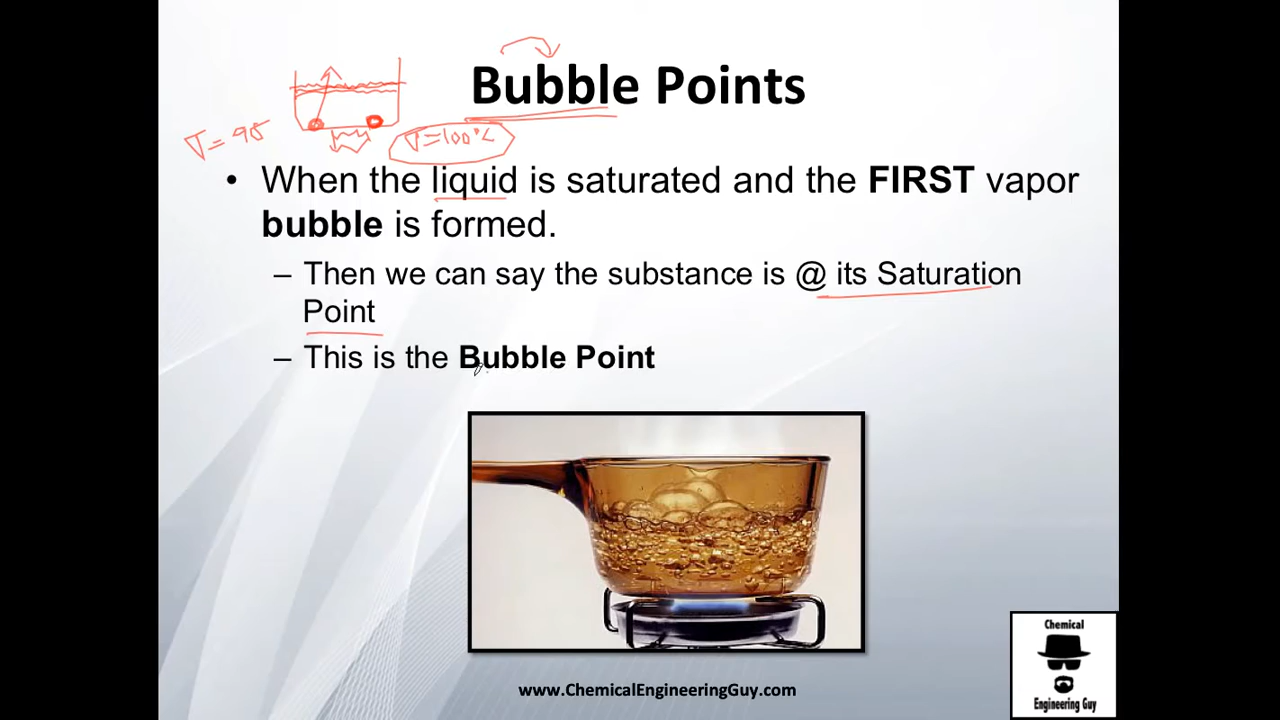 Bubble Points
T=98
T=100°C
• When the liquid is saturated and the FIRST vapor
bubble is formed.
– Then we can say the substance is @ its Saturation
Point
– This is the Bubble Point
www.ChemicalEngineeringGuy.com
Chemical
Engineering Guy